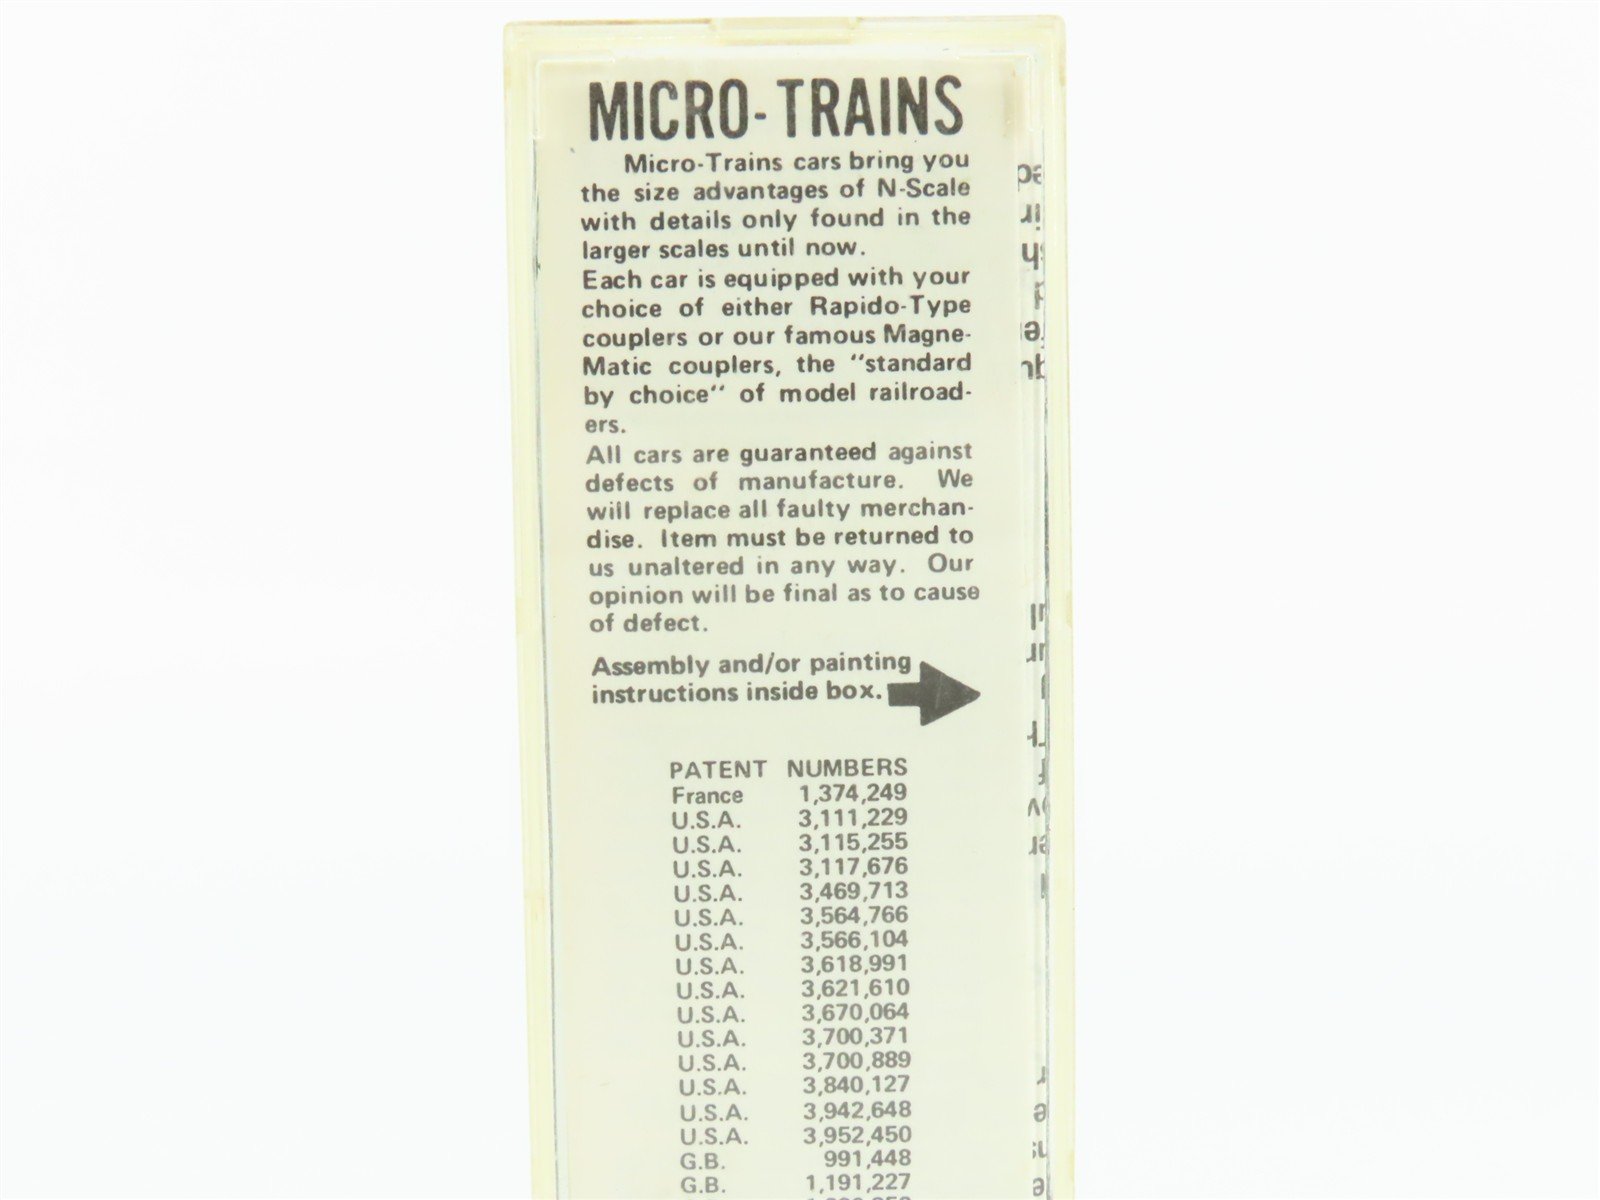 MICRO-TRAINS
Micro-Trains cars bring you
the size advantages of N-Scale
with details only found in the
larger scales until now.
Each car is equipped with your
choice of either Rapido-Type
couplers or our famous Magne-
Matic couplers, the "standard
by choice" of model railroad-
ers.
All cars are guaranteed against
defects of manufacture. We
will replace all faulty merchan-
dise. Item must be returned to
us unaltered in any way. Our
opinion will be final as to cause
of defect.
Assembly and/or painting
instructions inside box.
PATENT NUMBERS
France 1,374,249
U.S.A. 3,111,229
U.S.A. 3,115,255
U.S.A. 3,117,676
U.S.A. 3,469,713
U.S.A. 3,564,766
U.S.A. 3,566,104
U.S.A. 3,618,991
U.S.A. 3,621,610
U.S.A. 3,670,064
U.S.A. 3,700,371
U.S.A. 3,700,889
U.S.A. 3,840,127
U.S.A. 3,942,648
U.S.A. 3,952,450
G.B. 991,448
G.B. 1,191,227